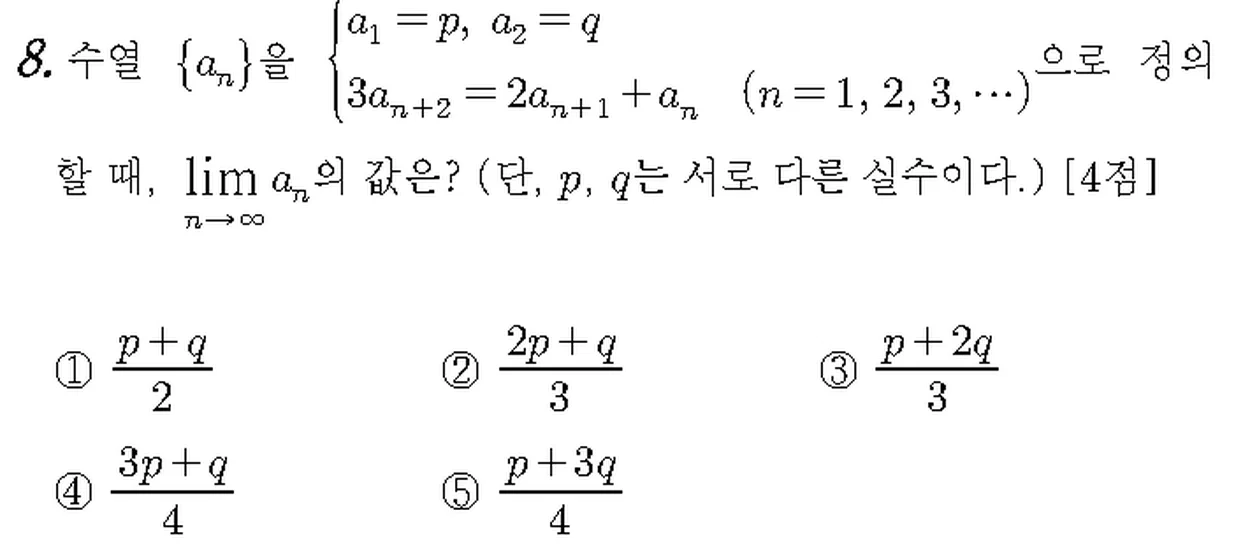 8. 수열 {aₙ}을 { a₁ = p, a₂ = q
3aₙ₊₂ = 2aₙ₊₁ + aₙ (n = 1, 2, 3, ⋯) 으로 정의
할 때, lim n→∞ aₙ의 값은? (단, p, q는 서로 다른 실수이다.) [4점]
① (p+q)/2 ② (2p+q)/3 ③ (p+2q)/3
④ (3p+q)/4 ⑤ (p+3q)/4